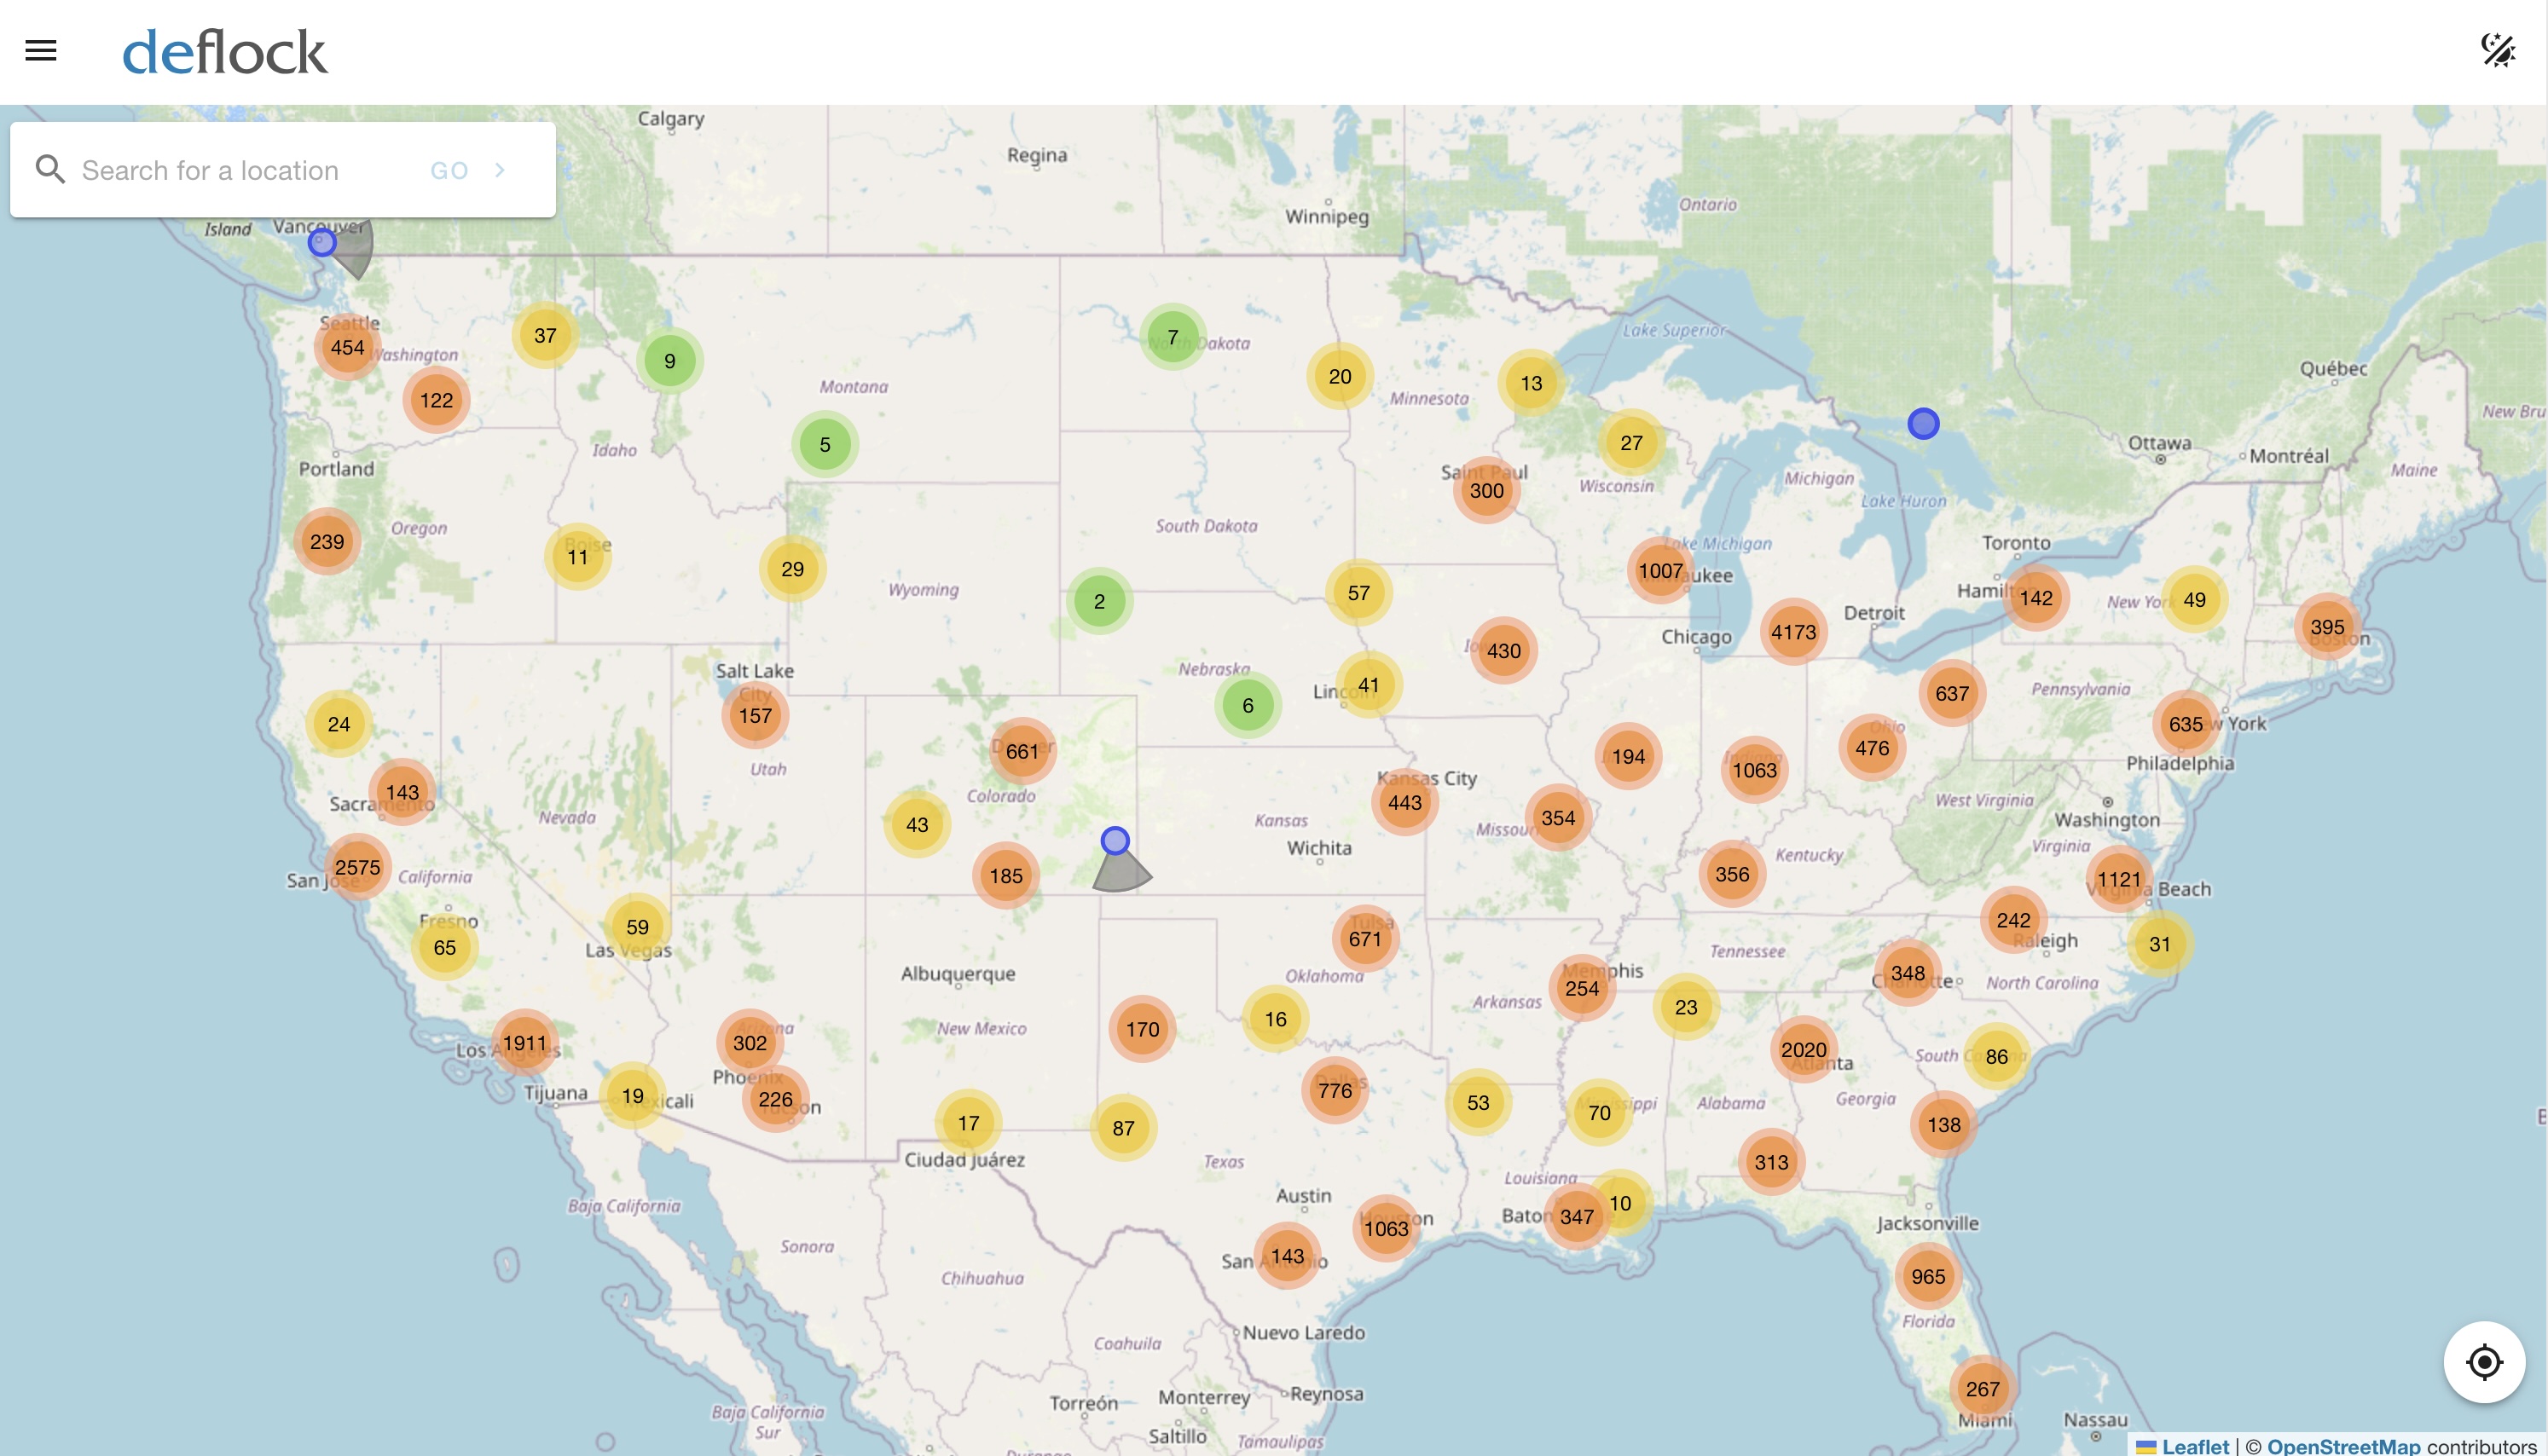 deflock
Search for a location GO
Calgary
Regina
Winnipeg
Ontario
Island
Vancouver
Seattle
454
Washington
37
9
7
North Dakota
Lake Superior
Québec
122
Montana
20
Minnesota
13
New Bru
5
Idaho
27
Ottawa
Montréal
Portland
Saint Paul
300
Wisconsin
Michigan
Maine
Lake Huron
239
Oregon
Boise
11
29
South Dakota
Lake Michigan
Toronto
1007
Wyoming
2
57
Hamilton
142
New York
49
Detroit
4173
395
Boston
Chicago
430
Salt Lake
City
157
Nebraska
Lincoln
41
637
Pennsylvania
24
6
635
New York
661
Utah
194
Indiana
1063
Ohio
476
Philadelphia
Kansas City
443
143
Sacramento
Colorado
Nevada
43
Kansas
354
Missouri
West Virginia
Washington
Wichita
Kentucky
Virginia
2575
San Jose
California
185
356
1121
Virginia Beach
Fresno
65
59
Las Vegas
Tulsa
671
242
Raleigh
31
Albuquerque
Oklahoma
Tennessee
Memphis
254
348
Charlotte
North Carolina
Arkansas
23
16
170
New Mexico
Arizona
302
1911
Los Angeles
2020
Atlanta
South Carolina
86
Phoenix
226
Tucson
Tijuana
19
Mexicali
Dallas
776
53
Mississippi
70
Alabama
Georgia
17
87
138
Ciudad Juárez
Texas
313
Louisiana
Baja California
Austin
10
347
Baton
Houston
1063
Jacksonville
Sonora
San Antonio
143
Chihuahua
965
Florida
Nuevo Laredo
Coahuila
267
Miami
Torreón
Monterrey
Reynosa
Baja California
Sur
Saltillo
Tamaulipas
Nassau
Durango
Leaflet | © OpenStreetMap contributors